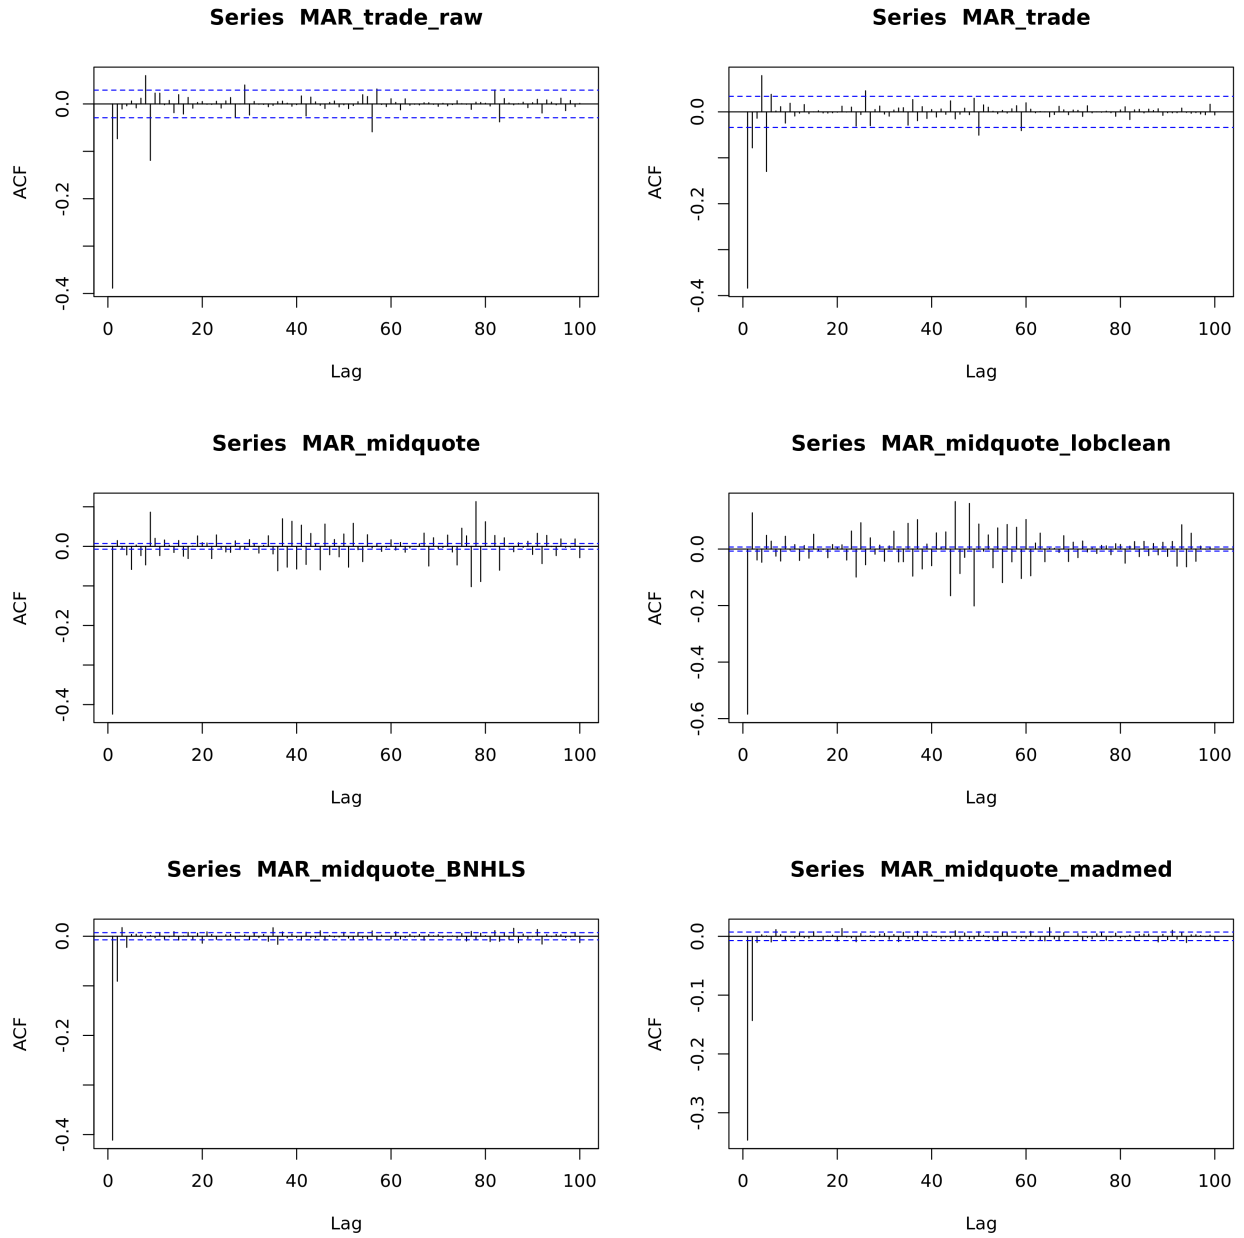 Series MAR_trade_raw
ACF
0.0
-0.2
-0.4
0 20 40 60 80 100
Lag
Series MAR_trade
ACF
0.0
-0.2
-0.4
0 20 40 60 80 100
Lag
Series MAR_midquote
ACF
0.0
-0.2
-0.4
0 20 40 60 80 100
Lag
Series MAR_midquote_lobclean
ACF
0.0
-0.2
-0.4
-0.6
0 20 40 60 80 100
Lag
Series MAR_midquote_BNHLS
ACF
0.0
-0.2
-0.4
0 20 40 60 80 100
Lag
Series MAR_midquote_madmed
ACF
0.0
-0.1
-0.2
-0.3
0 20 40 60 80 100
Lag